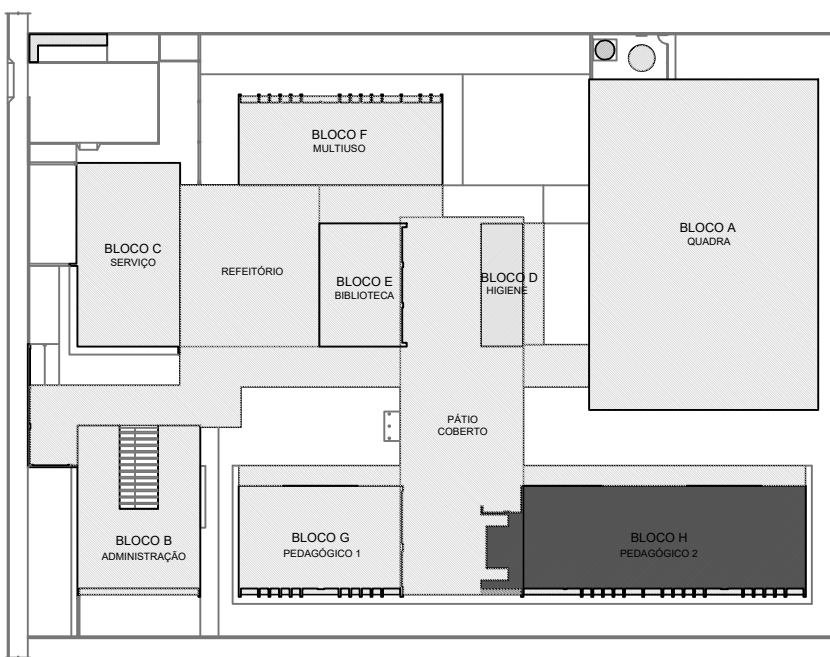 BLOCO F
MULTIUSO
BLOCO A
QUADRA
BLOCO C
SERVIÇO
REFEITÓRIO
BLOCO E
BIBLIOTECA
BLOCO D
HIGIENE
PÁTIO
COBERTO
BLOCO B
ADMINISTRAÇÃO
BLOCO G
PEDAGÓGICO 1
BLOCO H
PEDAGÓGICO 2